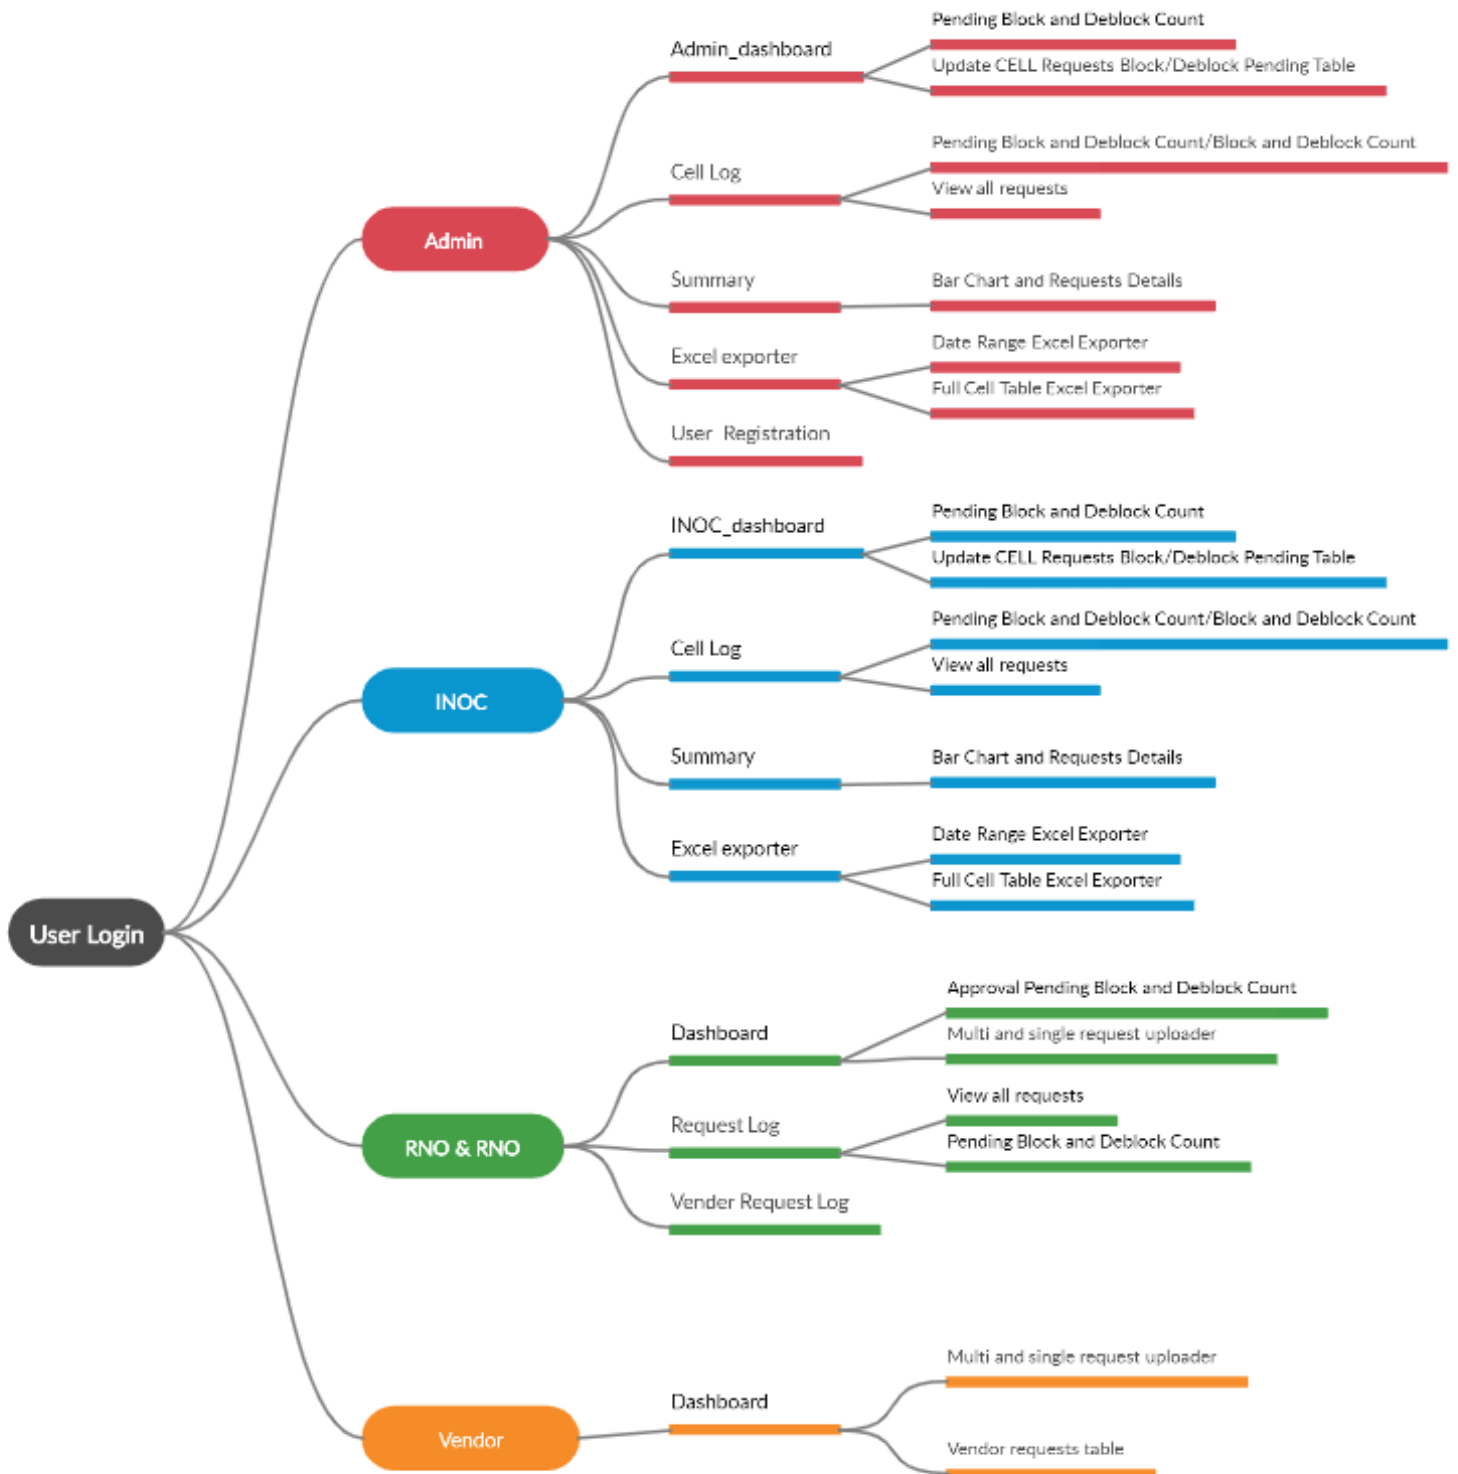 User Login
Admin
Admin_dashboard
Pending Block and Deblock Count
Update CELL Requests Block/Deblock Pending Table
Cell Log
Pending Block and Deblock Count/Block and Deblock Count
View all requests
Summary
Bar Chart and Requests Details
Excel exporter
Date Range Excel Exporter
Full Cell Table Excel Exporter
User Registration
INOC
INOC_dashboard
Pending Block and Deblock Count
Update CELL Requests Block/Deblock Pending Table
Cell Log
Pending Block and Deblock Count/Block and Deblock Count
View all requests
Summary
Bar Chart and Requests Details
Excel exporter
Date Range Excel Exporter
Full Cell Table Excel Exporter
RNO & RNO
Dashboard
Approval Pending Block and Deblock Count
Multi and single request uploader
Request Log
View all requests
Pending Block and Deblock Count
Vender Request Log
Vendor
Dashboard
Multi and single request uploader
Vendor requests table